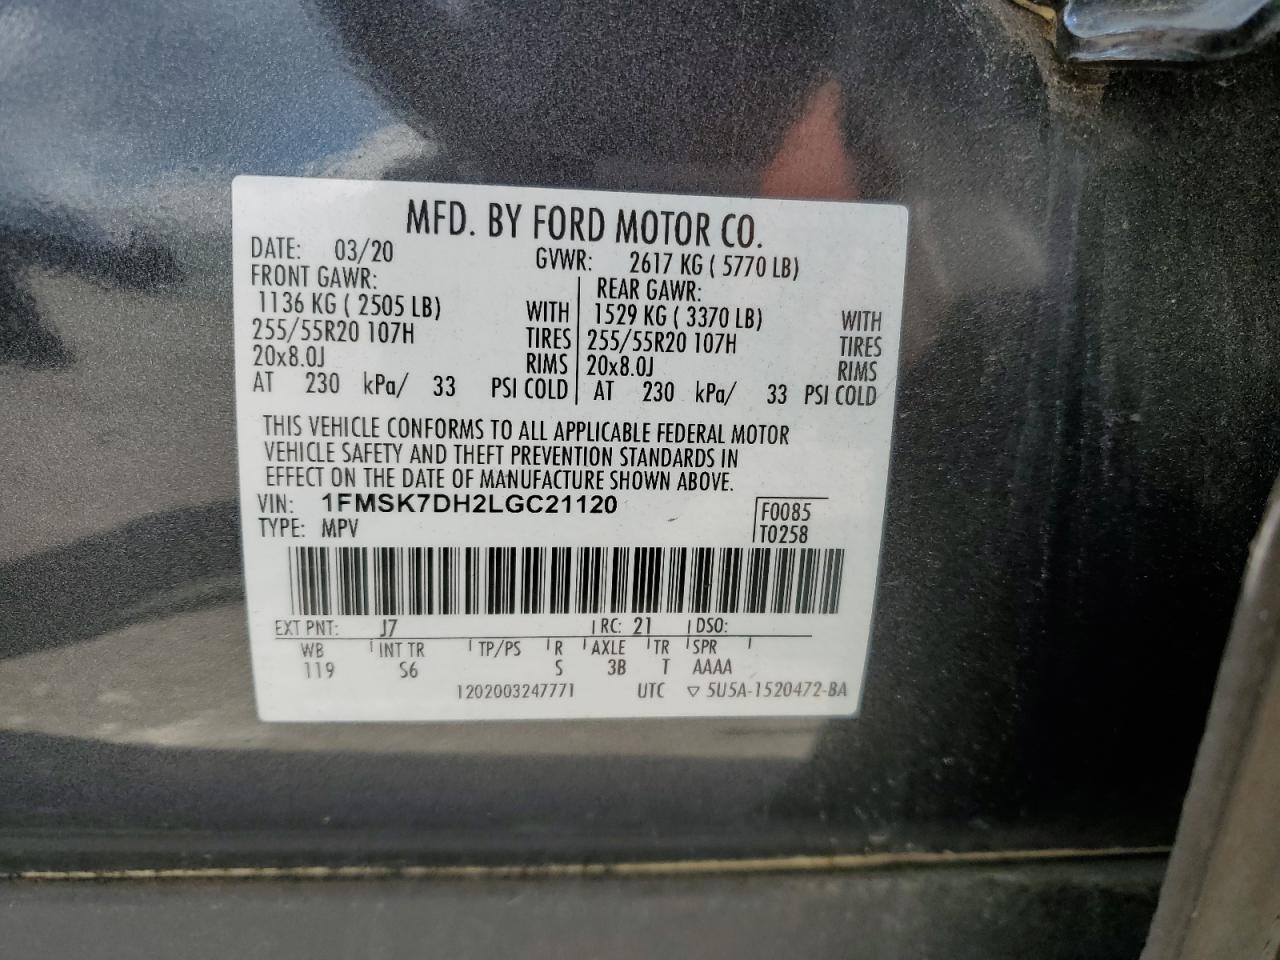 MFD. BY FORD MOTOR CO.
DATE: 03/20 GVWR: 2617 KG ( 5770 LB)
FRONT GAWR: REAR GAWR:
1136 KG ( 2505 LB) WITH 1529 KG ( 3370 LB) WITH
255/55R20 107H TIRES 255/55R20 107H TIRES
20x8.0J RIMS 20x8.0J RIMS
AT 230 kPa/ 33 PSI COLD AT 230 kPa/ 33 PSI COLD
THIS VEHICLE CONFORMS TO ALL APPLICABLE FEDERAL MOTOR
VEHICLE SAFETY AND THEFT PREVENTION STANDARDS IN
EFFECT ON THE DATE OF MANUFACTURE SHOWN ABOVE.
VIN: 1FMSK7DH2LGC21120 F0085
TYPE: MPV T0258
EXT PNT: J7 RC: 21 DSO:
WB INT TR TP/PS R AXLE TR SPR
119 S6 S 3B T AAAA
1202003247771 UTC ▽ 5U5A-1520472-BA